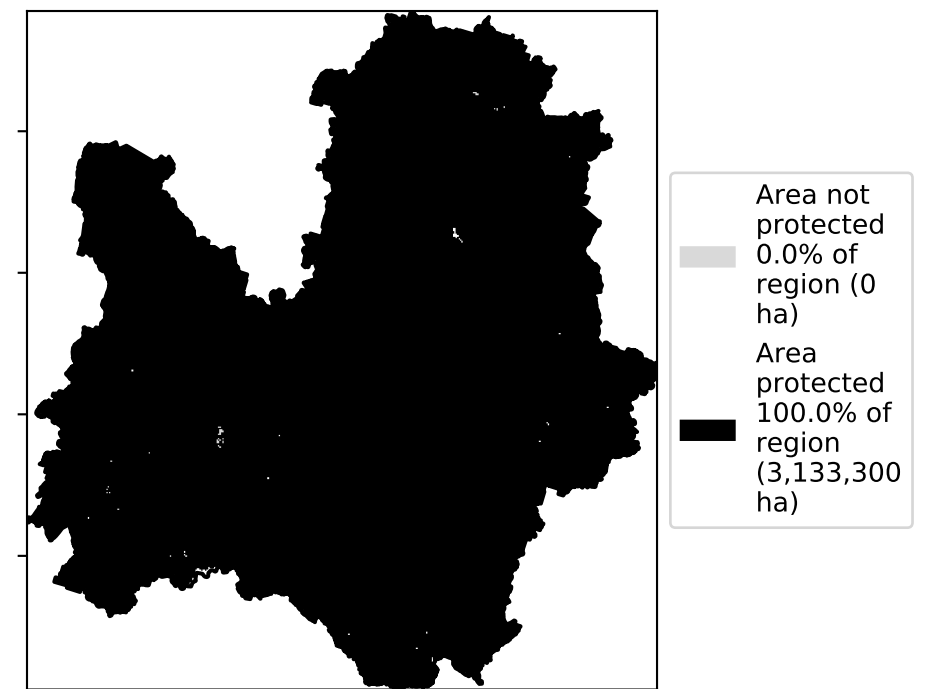 Area not
protected
0.0% of
region (0
ha)
Area
protected
100.0% of
region
(3,133,300
ha)